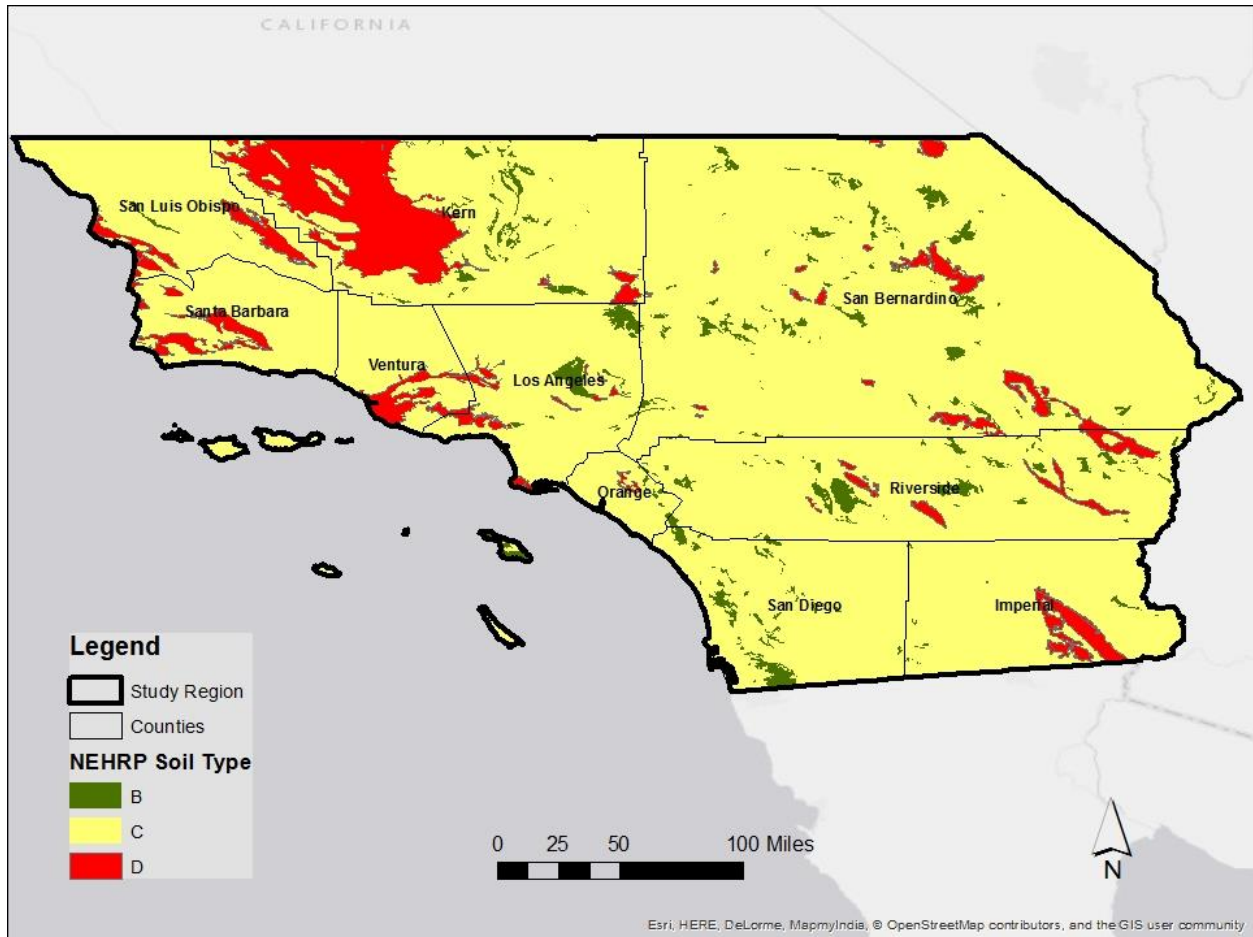 CALIFORNIA
San Luis Obispo
Kern
Santa Barbara
San Bernardino
Ventura
Los Angeles
Orange
Riverside
San Diego
Imperial
Legend
Study Region
Counties
NEHRP Soil Type
B
C
D
0 25 50 100 Miles
N
Esri, HERE, DeLorme, MapmyIndia, © OpenStreetMap contributors, and the GIS user community